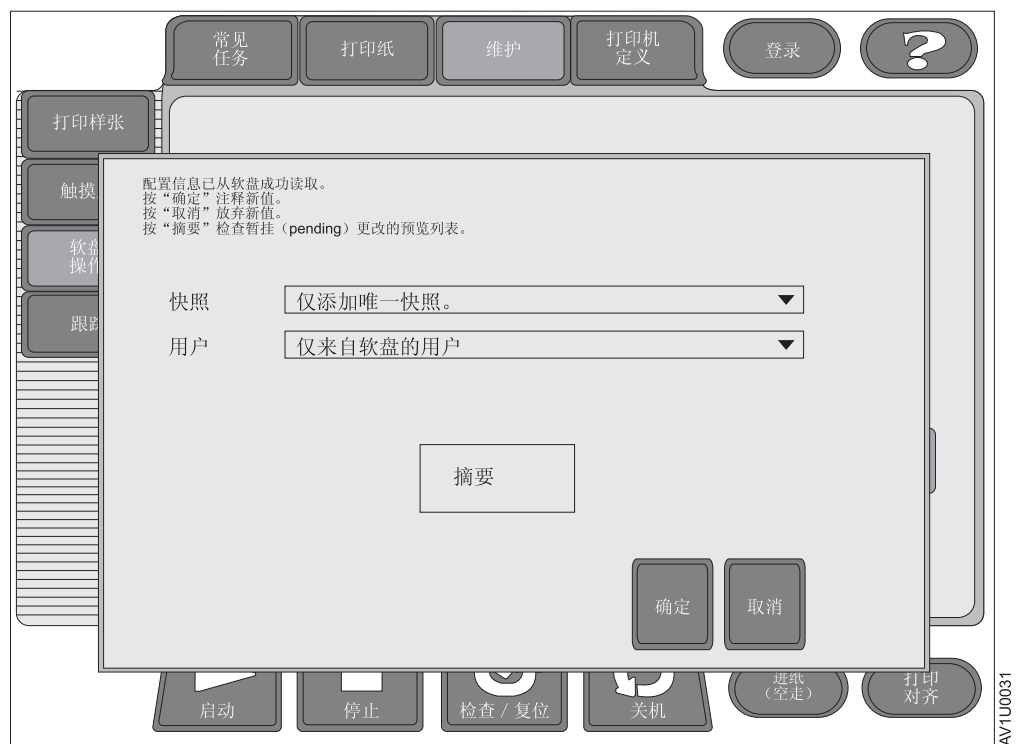 常见
任务
打印纸
维护
打印机
定义
登录
?
打印样张
触摸
软盘
操作
跟踪
配置信息已从软盘成功读取。
按“确定”注释新值。
按“取消”放弃新值。
按“摘要”检查暂挂（pending）更改的预览列表。
快照
仅添加唯一快照。
用户
仅来自软盘的用户
摘要
确定
取消
启动
停止
检查 / 复位
关机
进纸
（空走）
打印
对齐
AV1U0031